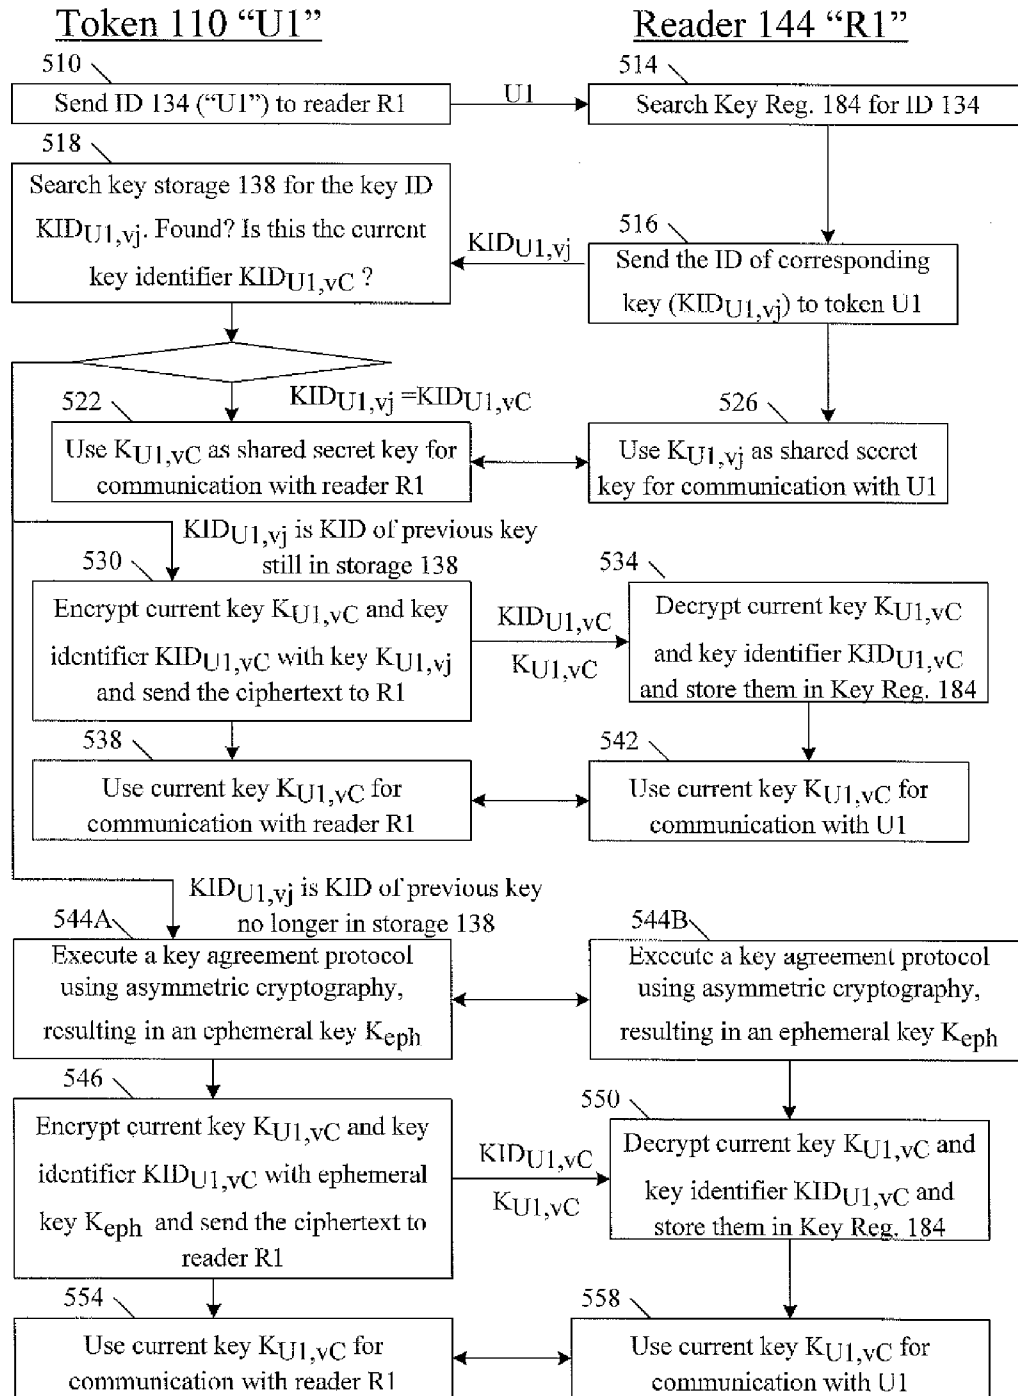 Token 110 “U1”
Reader 144 “R1”
510
Send ID 134 (“U1”) to reader R1
U1
514
Search Key Reg. 184 for ID 134
518
Search key storage 138 for the key ID
KIDU1,vj. Found? Is this the current
key identifier KIDU1,vC ?
KIDU1,vj
516
Send the ID of corresponding
key (KIDU1,vj) to token U1
KIDU1,vj =KIDU1,vC
522
Use KU1,vC as shared secret key for
communication with reader R1
526
Use KU1,vj as shared secret
key for communication with U1
KIDU1,vj is KID of previous key
still in storage 138
530
Encrypt current key KU1,vC and key
identifier KIDU1,vC with key KU1,vj
and send the ciphertext to R1
KIDU1,vC
KU1,vC
534
Decrypt current key KU1,vC
and key identifier KIDU1,vC
and store them in Key Reg. 184
538
Use current key KU1,vC for
communication with reader R1
542
Use current key KU1,vC for
communication with U1
KIDU1,vj is KID of previous key
no longer in storage 138
544A
Execute a key agreement protocol
using asymmetric cryptography,
resulting in an ephemeral key Keph
544B
Execute a key agreement protocol
using asymmetric cryptography,
resulting in an ephemeral key Keph
546
Encrypt current key KU1,vC and key
identifier KIDU1,vC with ephemeral
key Keph and send the ciphertext to
reader R1
KIDU1,vC
KU1,vC
550
Decrypt current key KU1,vC and
key identifier KIDU1,vC and
store them in Key Reg. 184
554
Use current key KU1,vC for
communication with reader R1
558
Use current key KU1,vC for
communication with U1